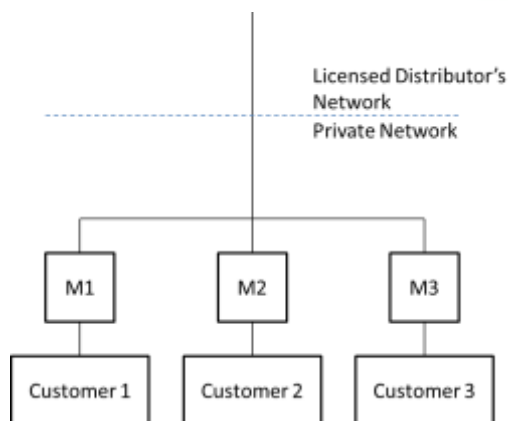 Licensed Distributor's
Network
Private Network
M1
M2
M3
Customer 1
Customer 2
Customer 3